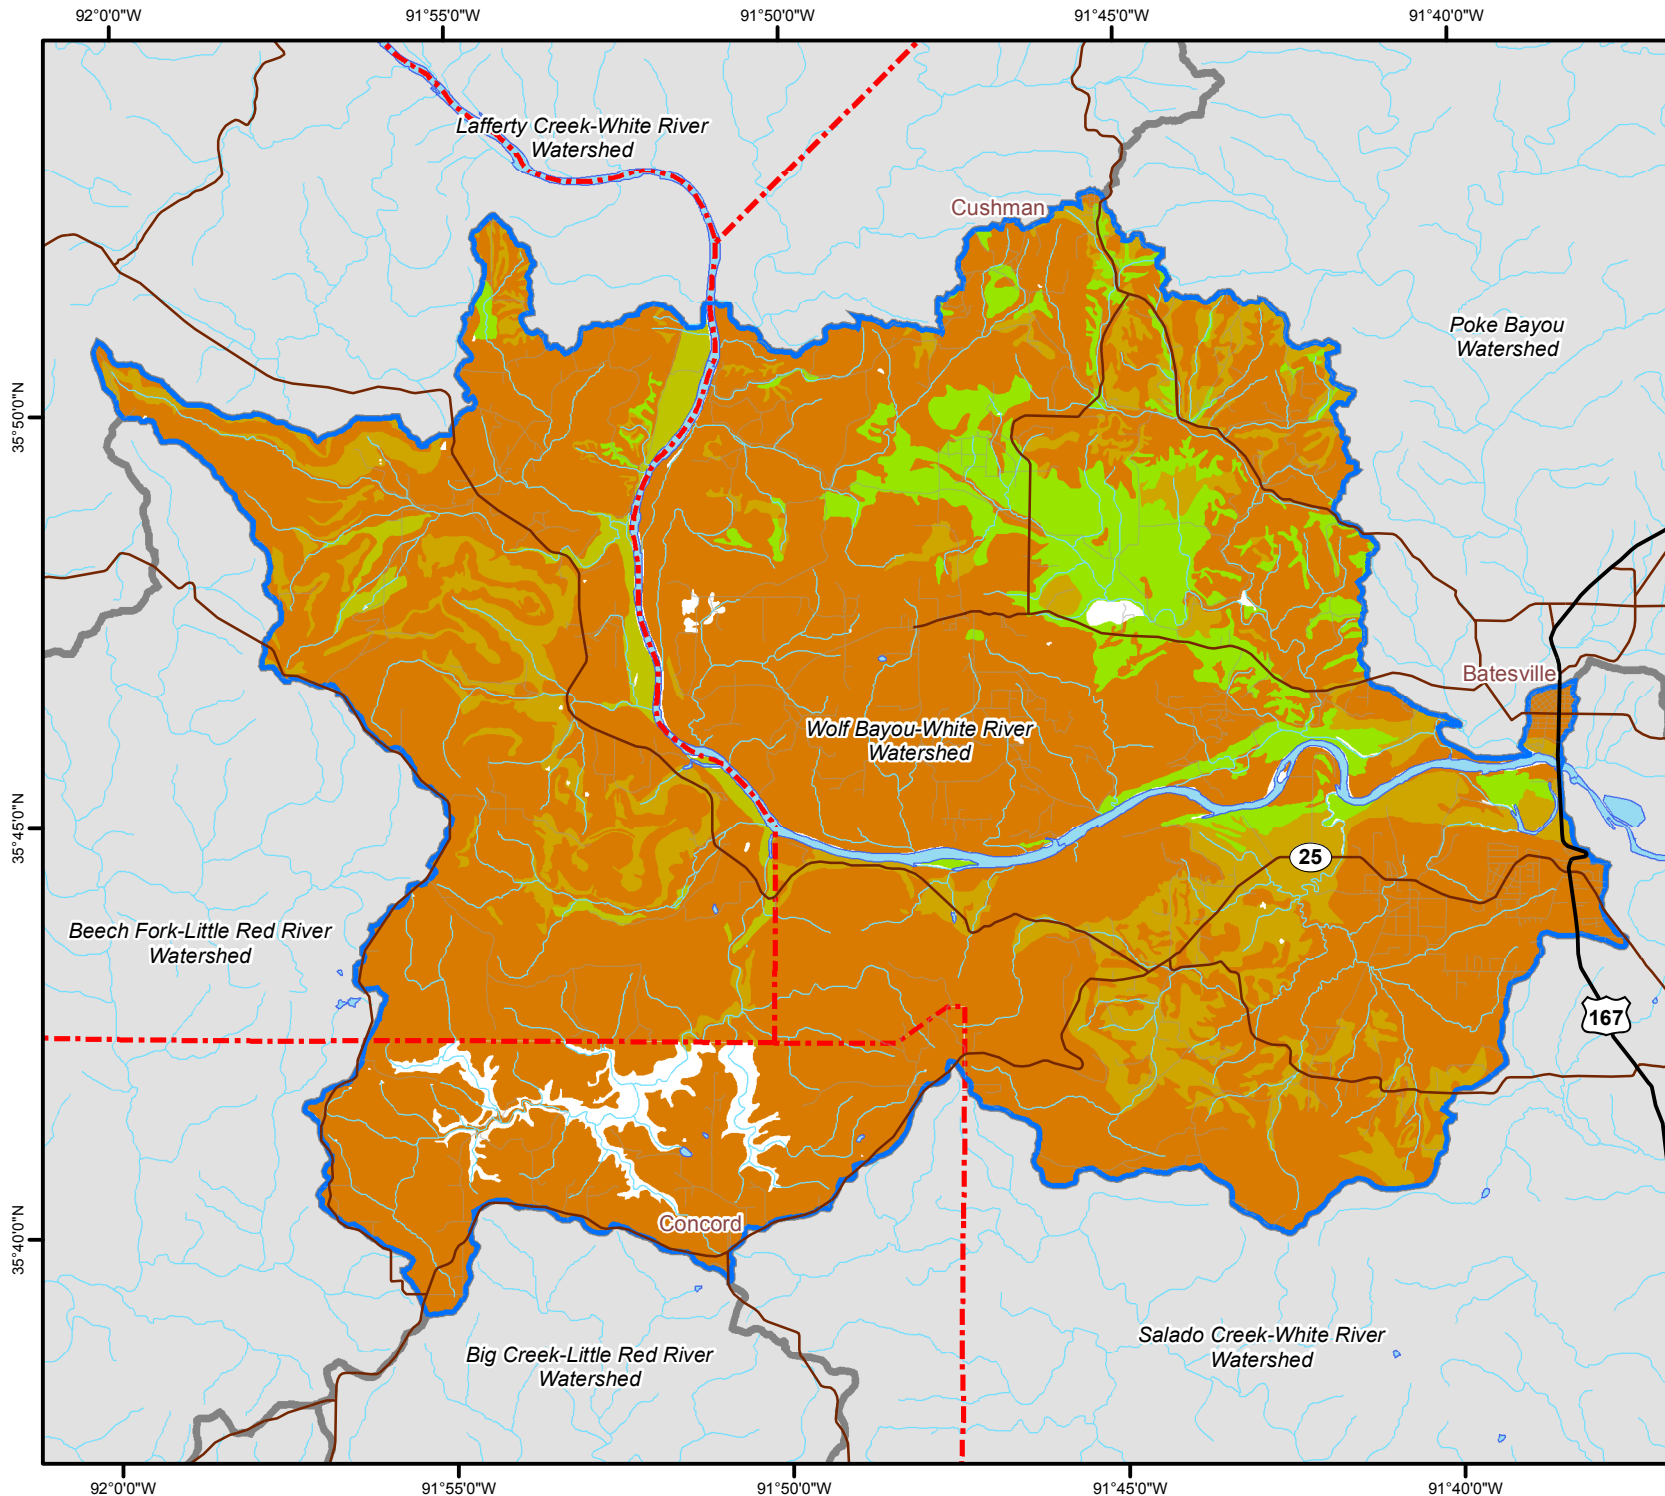 92°0'0"W 91°55'0"W 91°50'0"W 91°45'0"W 91°40'0"W
Lafferty Creek-White River
Watershed
Cushman
Poke Bayou
Watershed
35°50'0"N
Batesville
Wolf Bayou-White River
Watershed
35°45'0"N
25
Beech Fork-Little Red River
Watershed
167
Concord
35°40'0"N
Salado Creek-White River
Watershed
Big Creek-Little Red River
Watershed
92°0'0"W 91°55'0"W 91°50'0"W 91°45'0"W 91°40'0"W